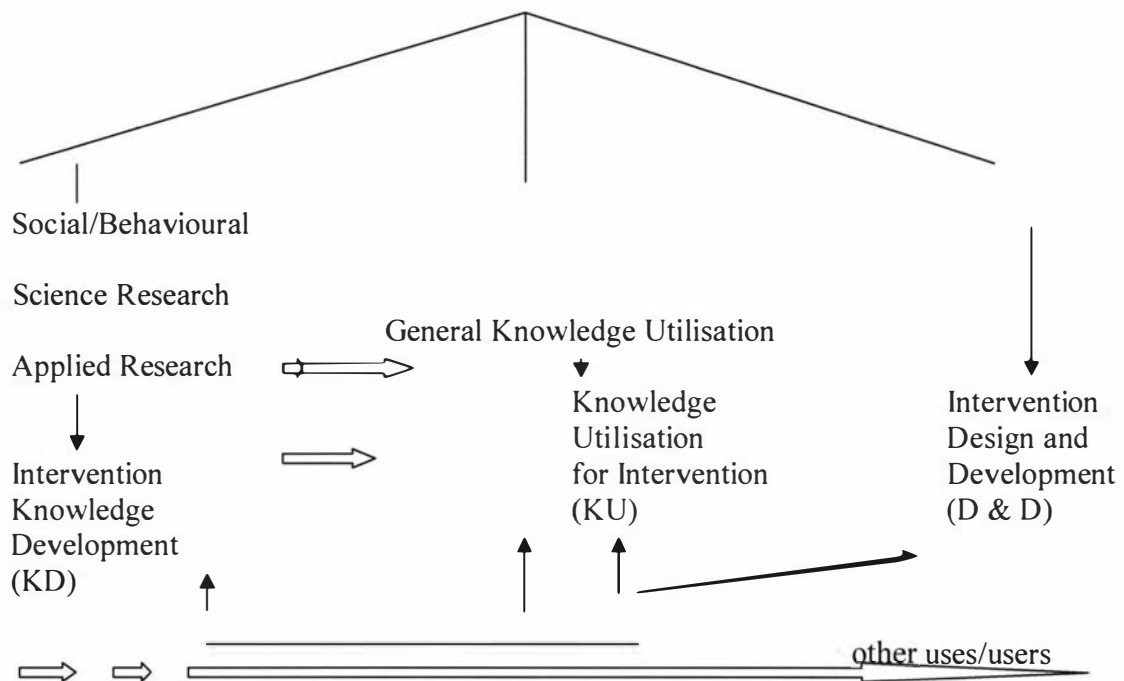 Social/Behavioural
Science Research
Applied Research
Intervention
Knowledge
Development
(KD)
General Knowledge Utilisation
Knowledge
Utilisation
for Intervention
(KU)
Intervention
Design and
Development
(D & D)
other uses/users